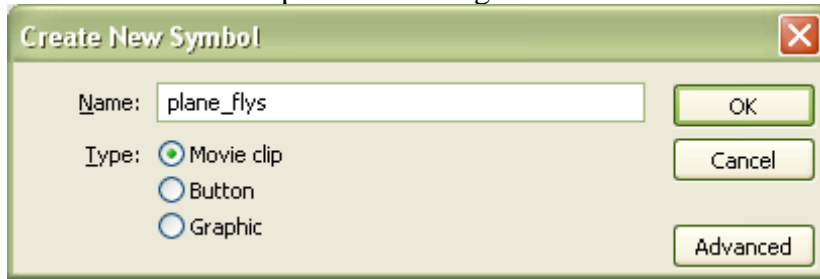 Create New Symbol
Name: plane_flys OK
Type: Movie clip Cancel
Button
Graphic
Advanced